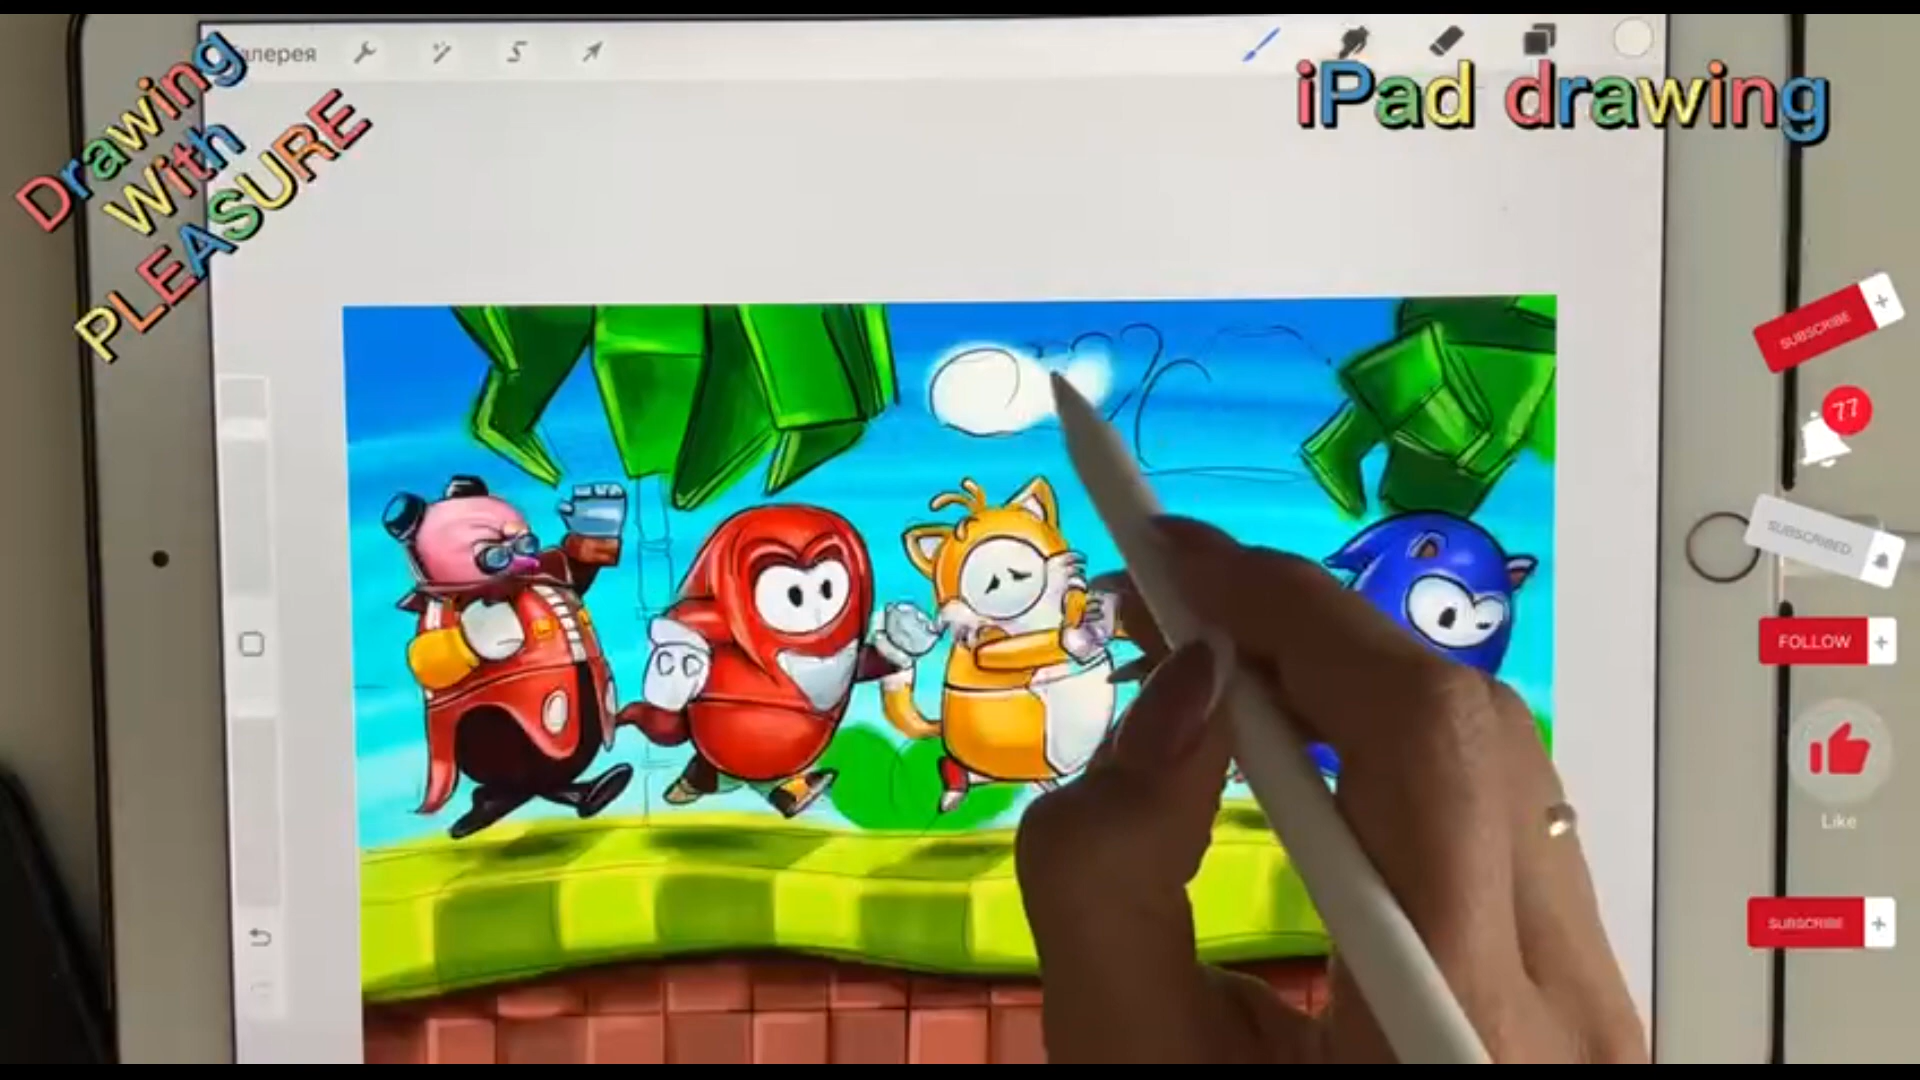 алерея
Drawing
With
PLEASURE
iPad drawing
SUBSCRIBE
77
SUBSCRIBED
FOLLOW
Like
SUBSCRIBE